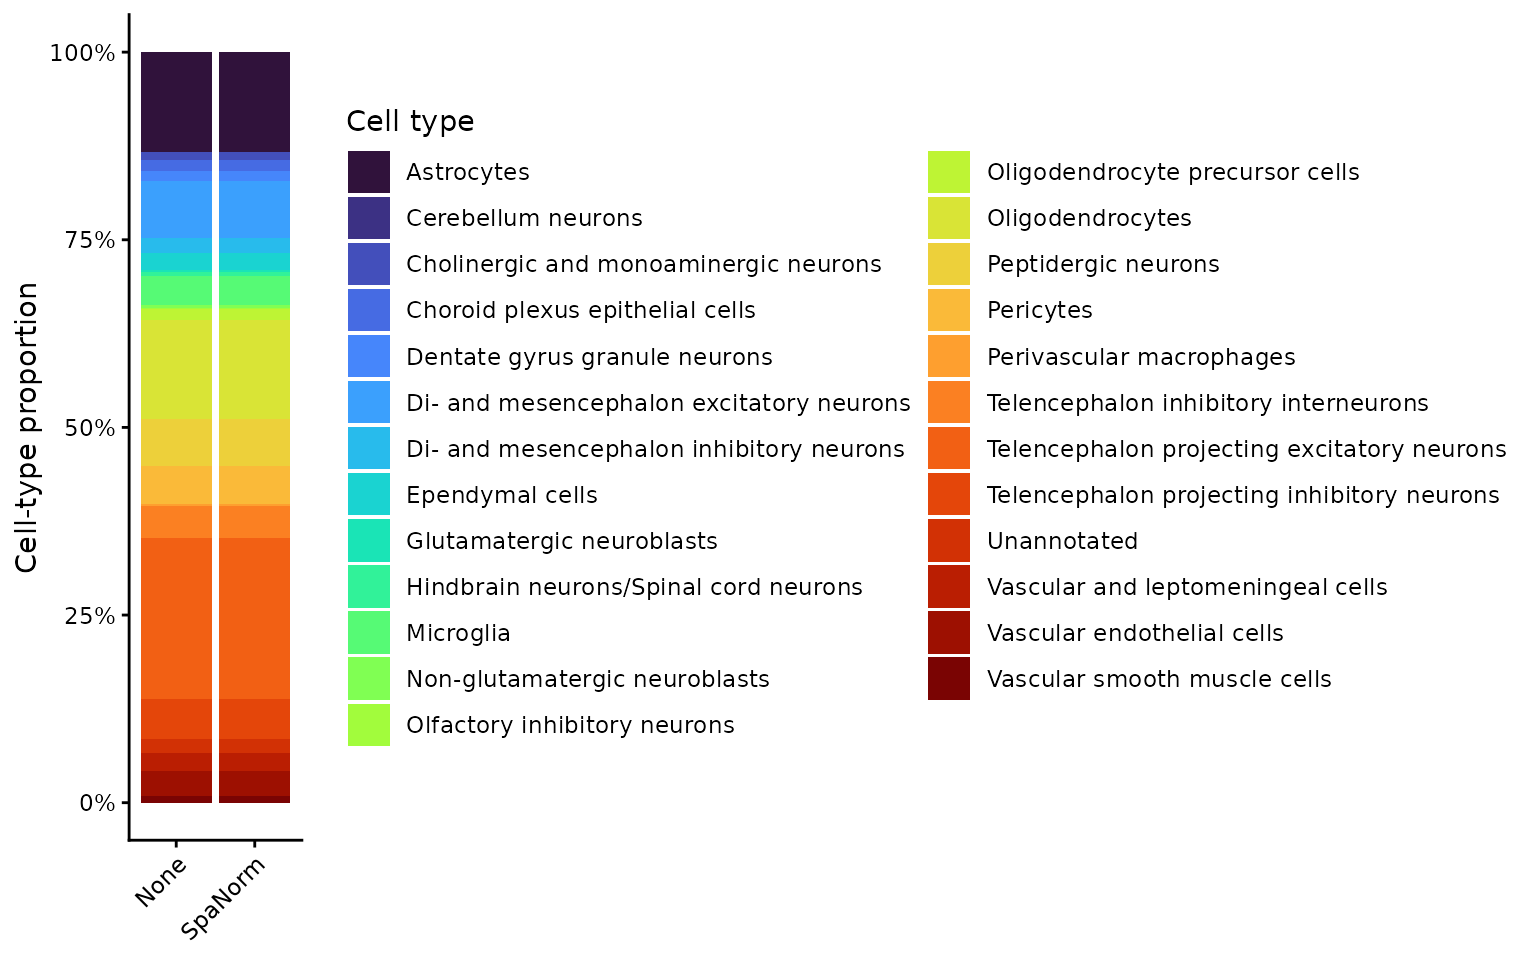 100%
75%
50%
25%
0%
Cell-type proportion
None
SpaNorm
Cell type
Astrocytes
Cerebellum neurons
Cholinergic and monoaminergic neurons
Choroid plexus epithelial cells
Dentate gyrus granule neurons
Di- and mesencephalon excitatory neurons
Di- and mesencephalon inhibitory neurons
Ependymal cells
Glutamatergic neuroblasts
Hindbrain neurons/Spinal cord neurons
Microglia
Non-glutamatergic neuroblasts
Olfactory inhibitory neurons
Oligodendrocyte precursor cells
Oligodendrocytes
Peptidergic neurons
Pericytes
Perivascular macrophages
Telencephalon inhibitory interneurons
Telencephalon projecting excitatory neurons
Telencephalon projecting inhibitory neurons
Unannotated
Vascular and leptomeningeal cells
Vascular endothelial cells
Vascular smooth muscle cells